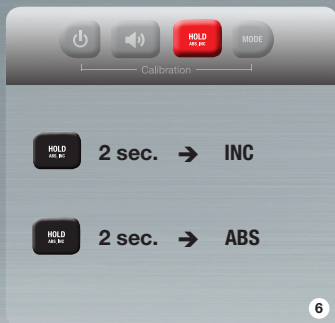 HOLD
ABS, INC
MODE
Calibration
HOLD
ABS, INC
2 sec. ➔ INC
HOLD
ABS, INC
2 sec. ➔ ABS
6